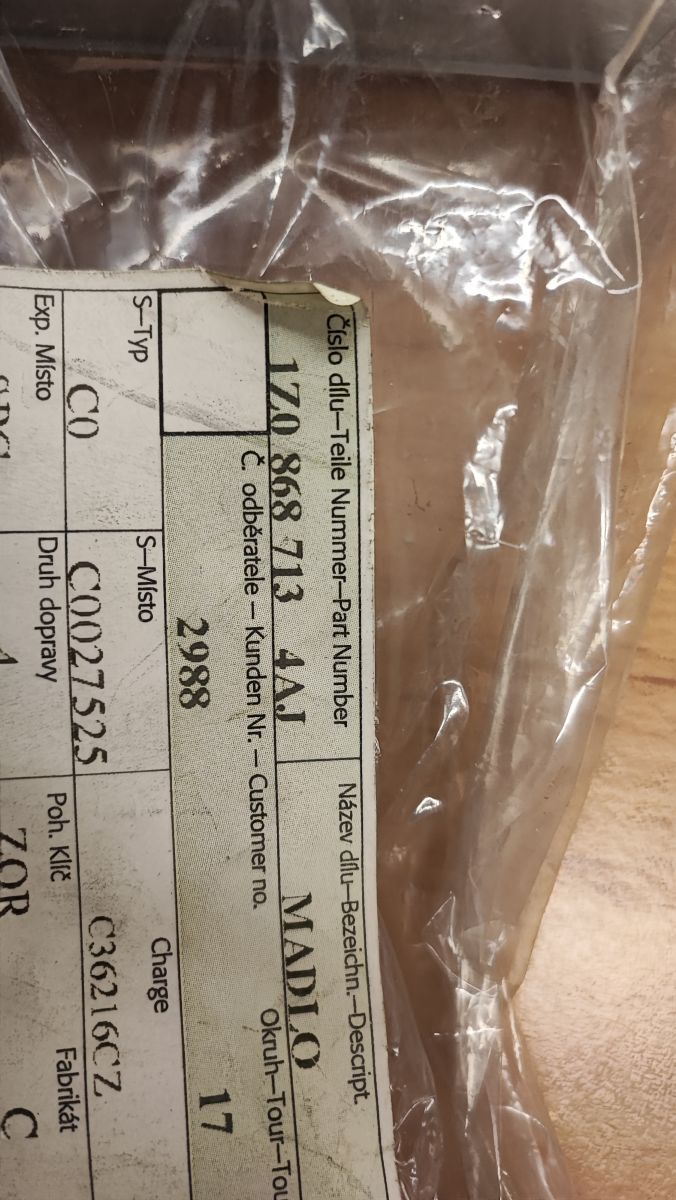 Číslo dílu–Teile Nummer–Part Number
1Z0 868 713 4AJ
Název dílu–Bezeichn.–Descript.
MADLO
Č. odběratele – Kunden Nr. – Customer no.
2988
Okruh–Tour–Tou
17
S–Typ
C0
S–Místo
C0027525
Charge
C36216CZ
Exp. Místo
Druh dopravy
Poh. Klíč
ZQR
Fabrikát
C